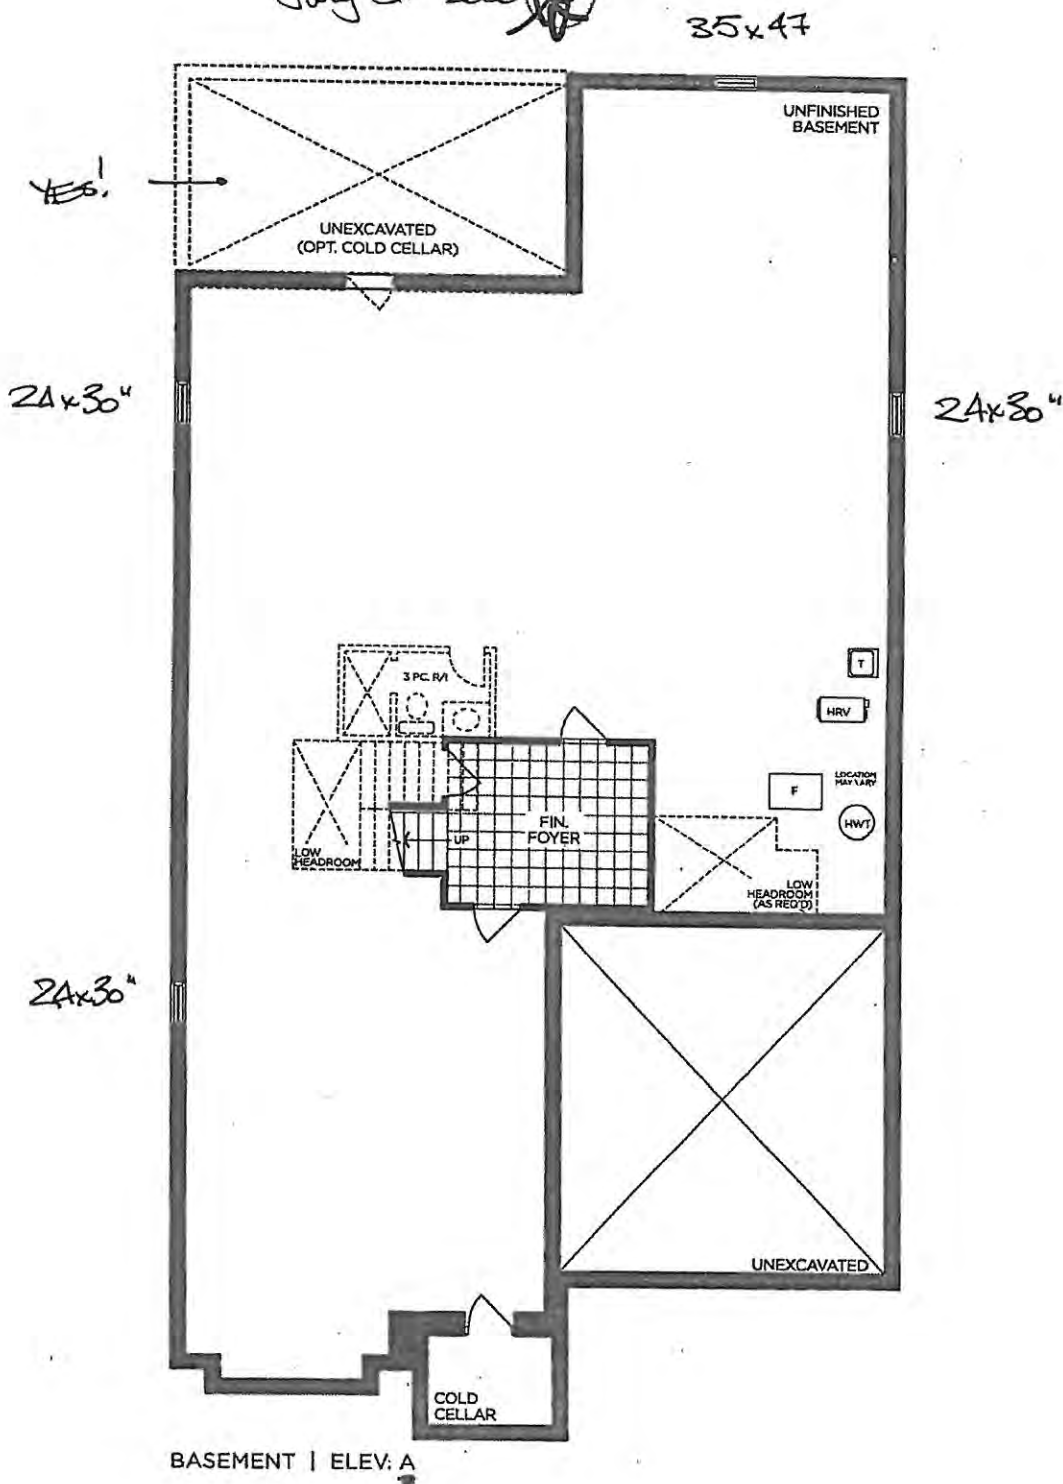 35x47
UNFINISHED
BASEMENT
YES!
UNEXCAVATED
(OPT. COLD CELLAR)
24x30"
24x30"
3 PC. R/I
T
HRV
LOCATION
MAY VARY
F
HWT
FIN.
FOYER
UP
LOW
HEADROOM
LOW
HEADROOM
(AS REQ'D)
24x30"
UNEXCAVATED
COLD
CELLAR
BASEMENT | ELEV: A